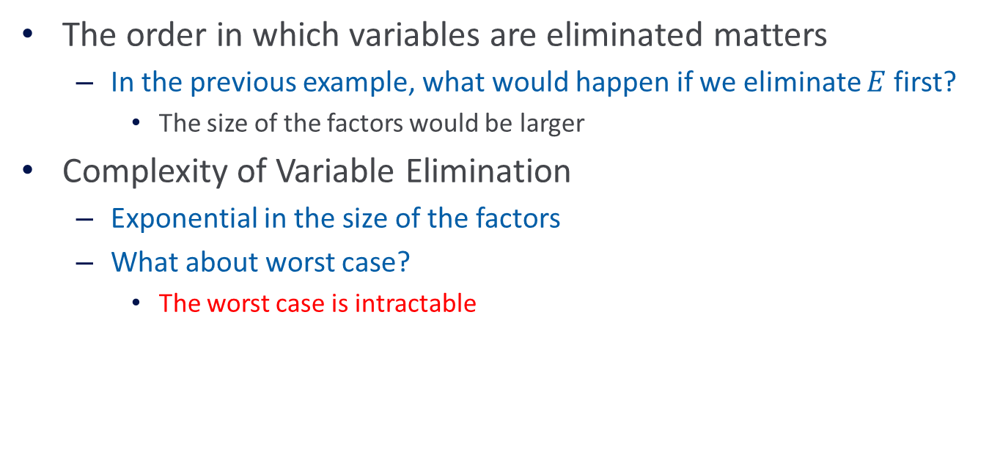 • The order in which variables are eliminated matters
– In the previous example, what would happen if we eliminate E first?
• The size of the factors would be larger
• Complexity of Variable Elimination
– Exponential in the size of the factors
– What about worst case?
• The worst case is intractable